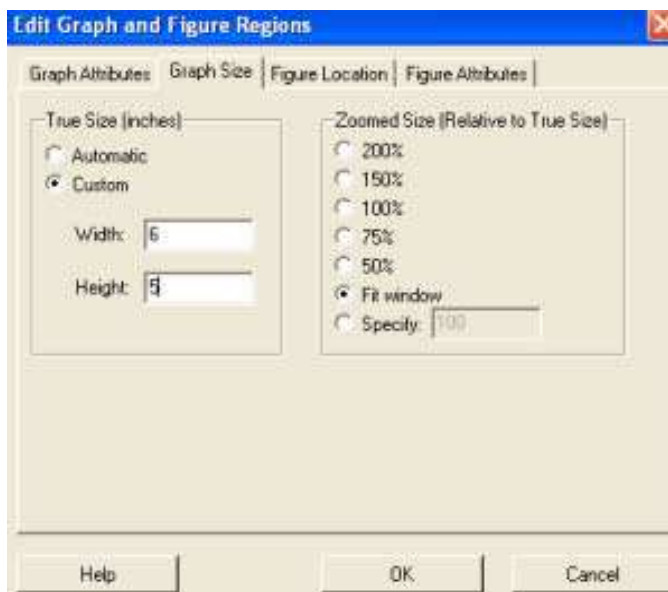 Edit Graph and Figure Regions
Graph Attributes Graph Size Figure Location Figure Attributes
True Size (inches)
Automatic
Custom
Width: 6
Height: 5
Zoomed Size (Relative to True Size)
200%
150%
100%
75%
50%
Fit window
Specify: 100
Help OK Cancel